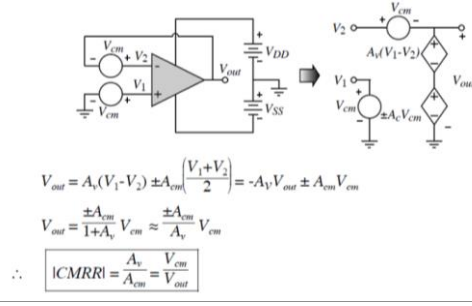 V_cm
V_2
V_1
V_cm
V_out
V_DD
V_SS
V_cm
V_2
A_v(V_1-V_2)
V_1
V_cm
±A_cV_cm
V_out
V_out = A_v(V_1-V_2) ±A_cm((V_1+V_2)/2) = -A_VV_out ± A_cmV_cm
V_out = (±A_cm)/(1+A_v) V_cm ≈ (±A_cm)/(A_v) V_cm
∴ |CMRR| = A_v/A_cm = V_cm/V_out